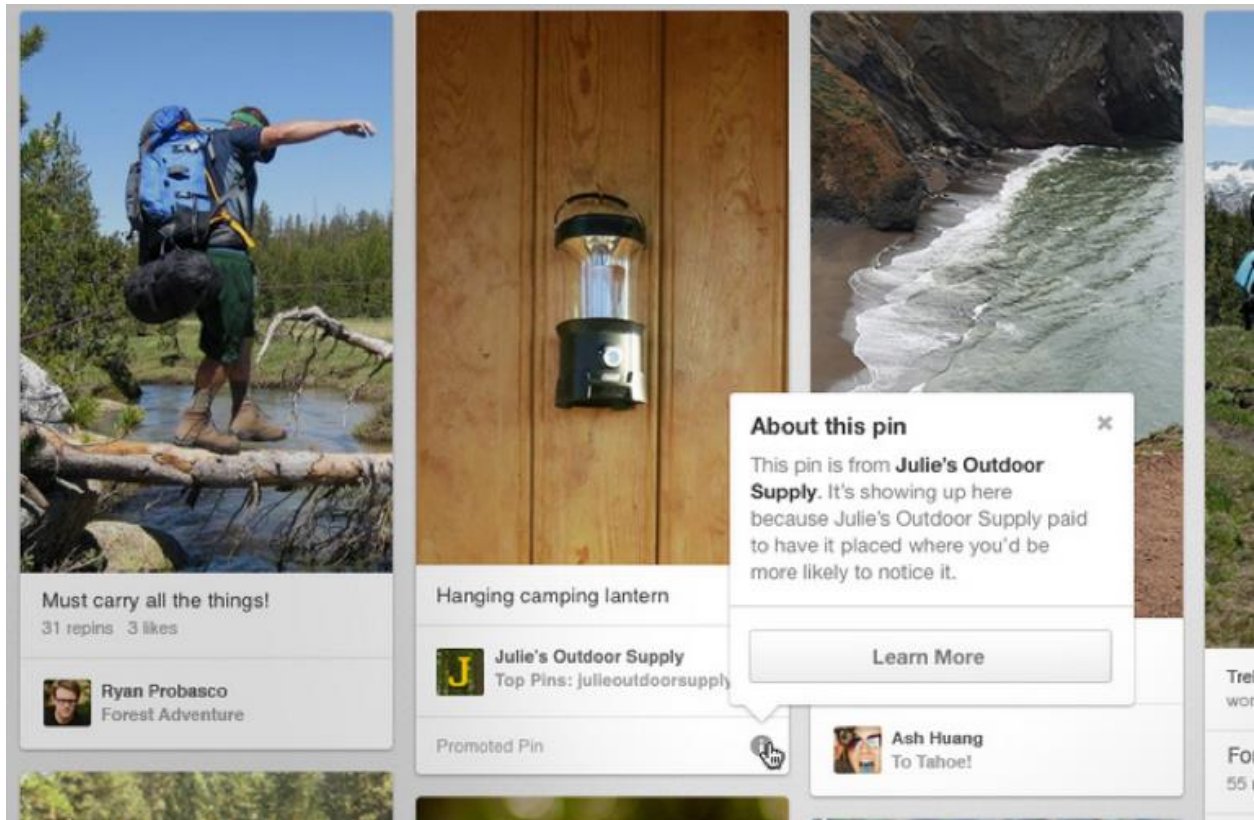 Must carry all the things!
31 repins 3 likes
Ryan Probasco
Forest Adventure
Hanging camping lantern
J
Julie's Outdoor Supply
Top Pins: julieoutdoorsupply
Promoted Pin
About this pin
This pin is from Julie's Outdoor
Supply. It's showing up here
because Julie's Outdoor Supply paid
to have it placed where you'd be
more likely to notice it.
Learn More
Ash Huang
To Tahoe!
55